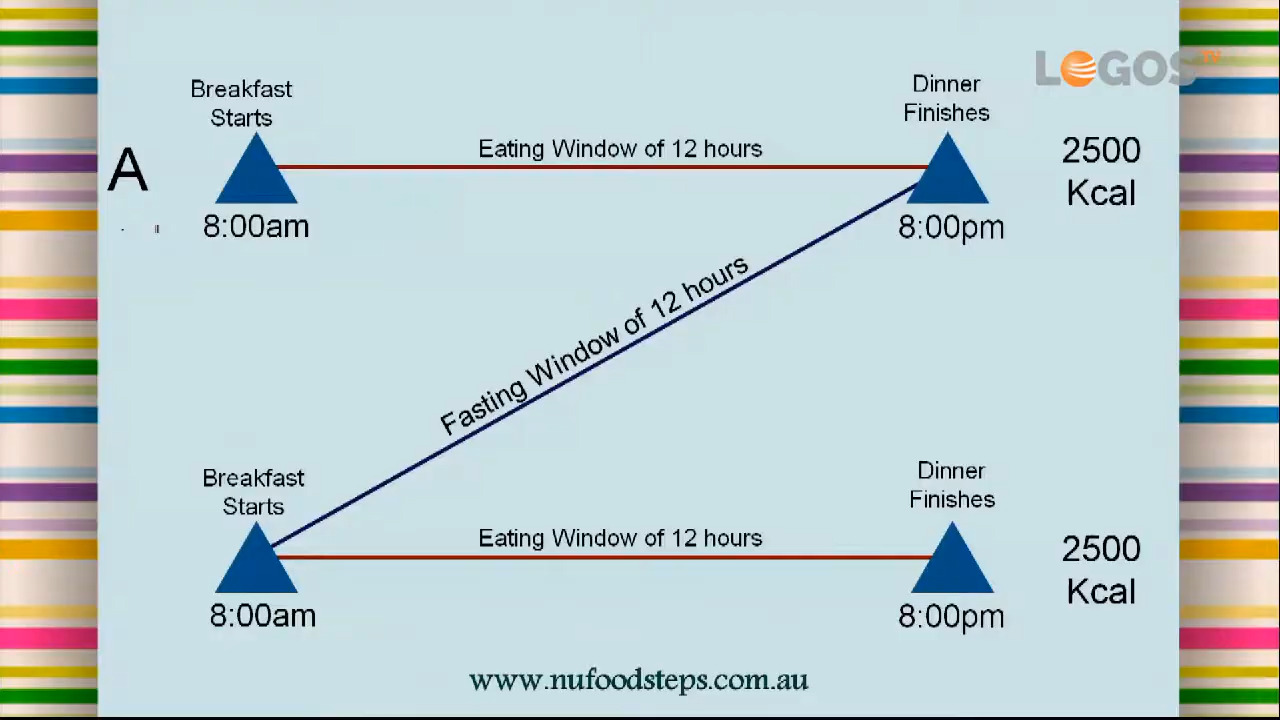 LOGOS TV
Breakfast
Starts
Dinner
Finishes
A
Eating Window of 12 hours
2500
Kcal
8:00am
8:00pm
Fasting Window of 12 hours
Breakfast
Starts
Dinner
Finishes
Eating Window of 12 hours
2500
Kcal
8:00am
8:00pm
www.nufoodsteps.com.au